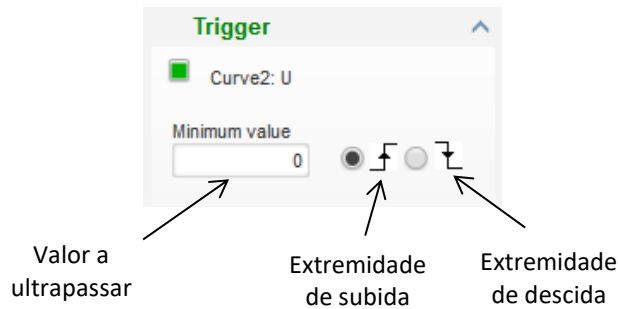 Trigger
Curve2: U
Minimum value
0
Valor a
ultrapassar
Extremidade
de subida
Extremidade
de descida